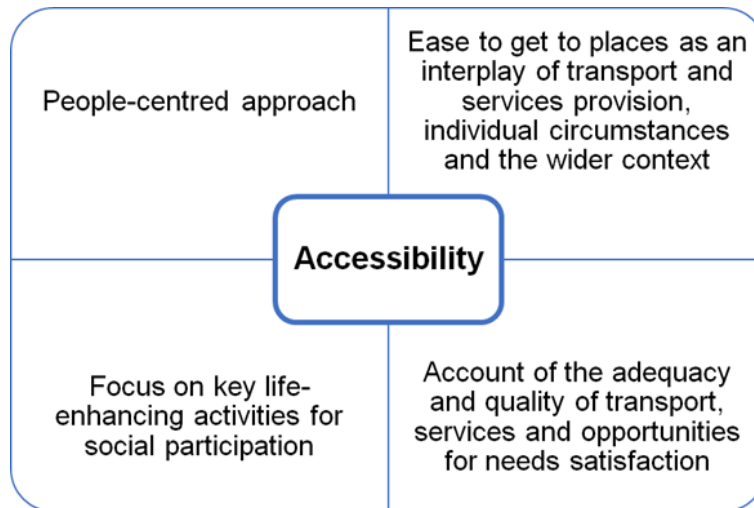 People-centred approach
Ease to get to places as an
interplay of transport and
services provision,
individual circumstances
and the wider context
Accessibility
Focus on key life-
enhancing activities for
social participation
Account of the adequacy
and quality of transport,
services and opportunities
for needs satisfaction